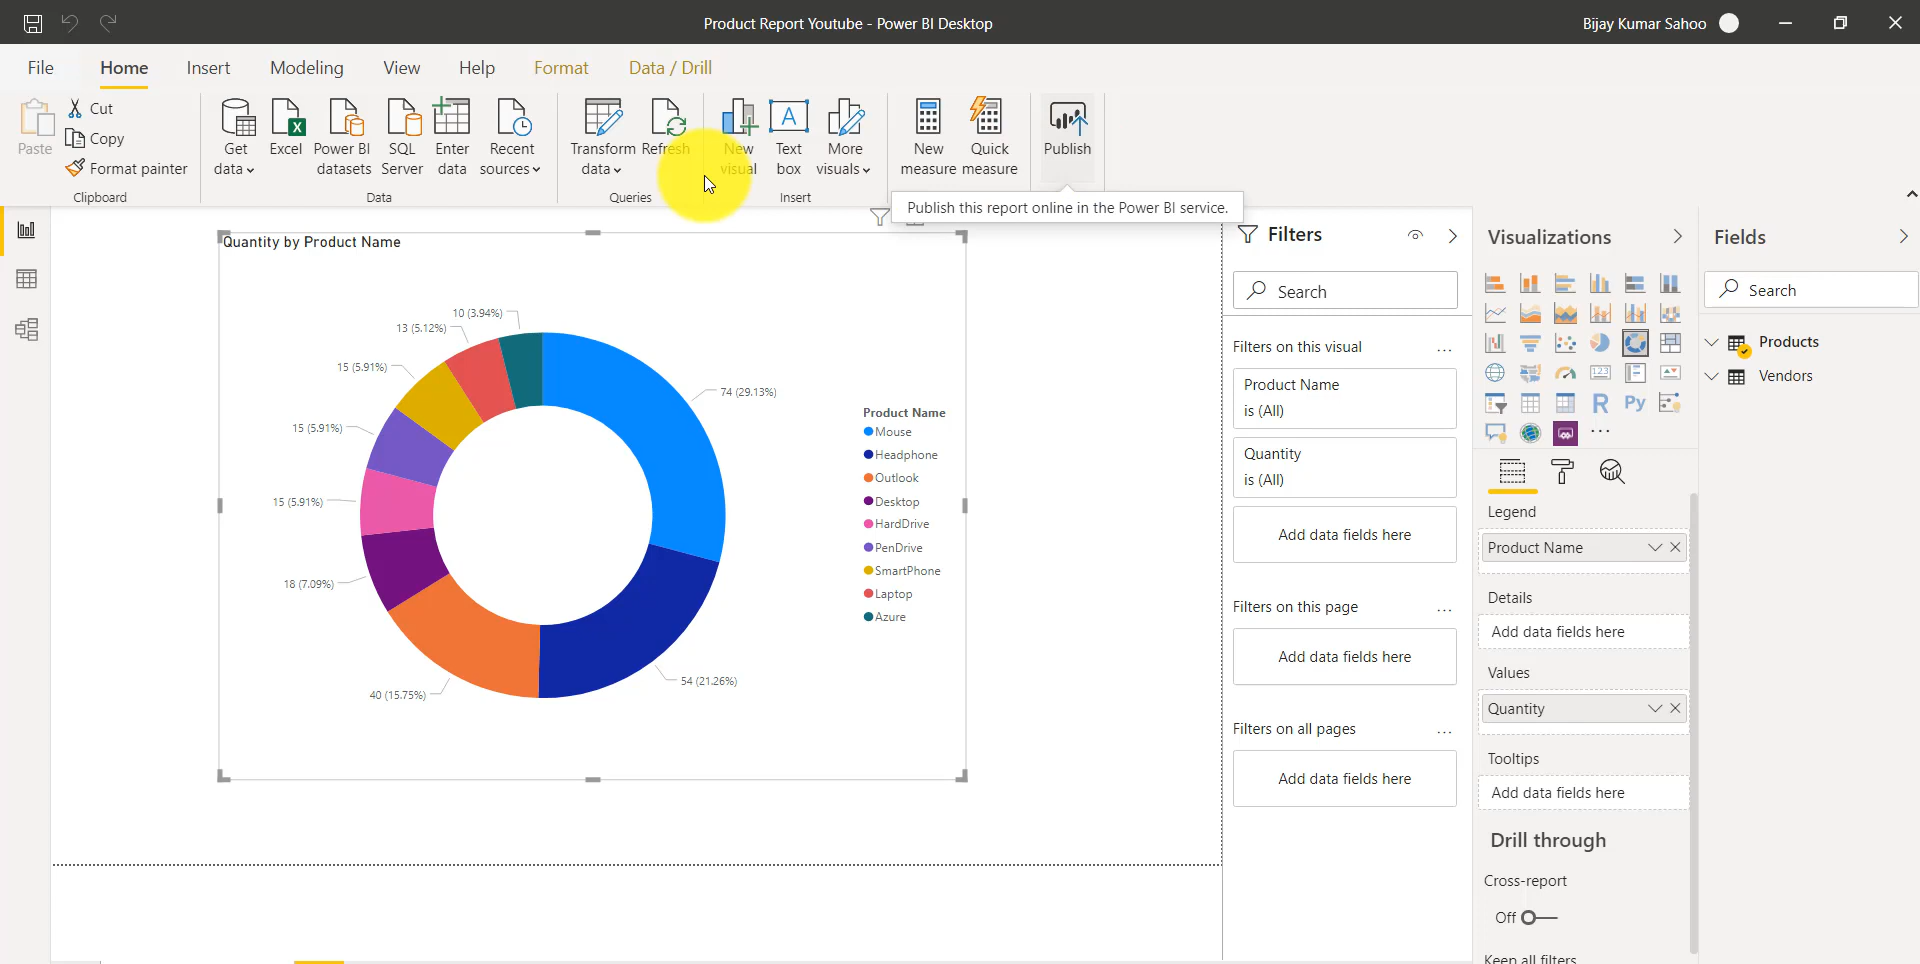 Product Report Youtube - Power BI Desktop
Bijay Kumar Sahoo
File Home Insert Modeling View Help Format Data / Drill
Paste
Cut
Copy
Format painter
Clipboard
Get data
Excel
Power BI datasets
SQL Server
Enter data
Recent sources
Data
Transform data
Refresh
Queries
New visual
Text box
More visuals
Insert
New measure
Quick measure
Publish
Publish this report online in the Power BI service.
Quantity by Product Name
10 (3.94%)
13 (5.12%)
15 (5.91%)
74 (29.13%)
15 (5.91%)
15 (5.91%)
18 (7.09%)
54 (21.26%)
40 (15.75%)
Product Name
Mouse
Headphone
Outlook
Desktop
HardDrive
PenDrive
SmartPhone
Laptop
Azure
Filters
Search
Filters on this visual
...
Product Name
is (All)
Quantity
is (All)
Add data fields here
Filters on this page
...
Add data fields here
Filters on all pages
...
Add data fields here
Visualizations
123
R
Py
...
Legend
Product Name
Details
Add data fields here
Values
Quantity
Tooltips
Add data fields here
Drill through
Cross-report
Off
Keep all filters
Fields
Search
Products
Vendors